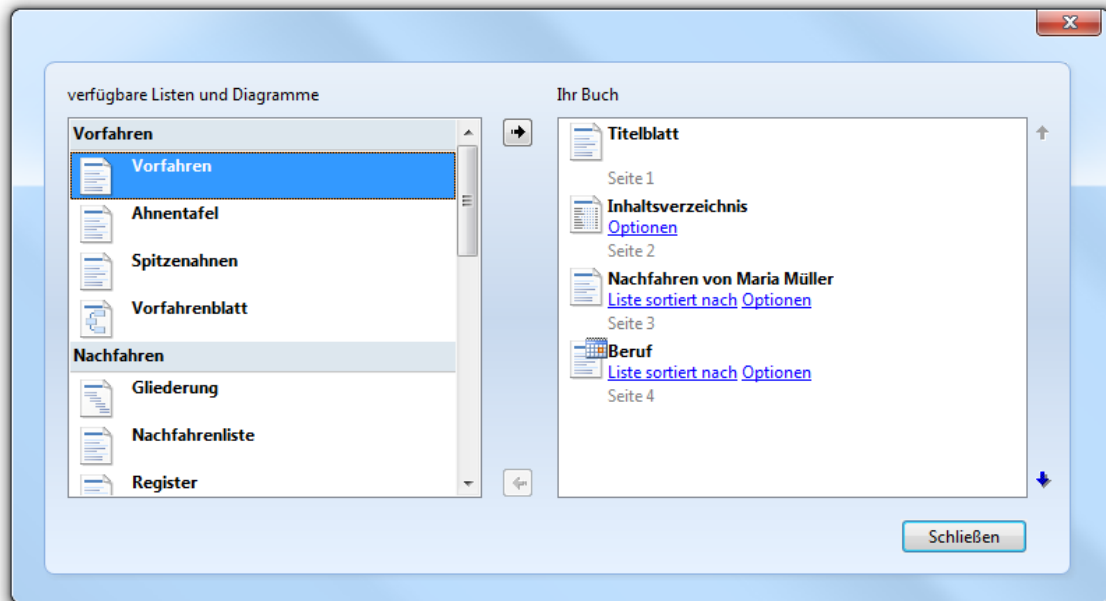 verfügbare Listen und Diagramme
Vorfahren
Vorfahren
Ahnentafel
Spitzenahnen
Vorfahrenblatt
Nachfahren
Gliederung
Nachfahrenliste
Register
Ihr Buch
Titelblatt
Seite 1
Inhaltsverzeichnis
Optionen
Seite 2
Nachfahren von Maria Müller
Liste sortiert nach Optionen
Seite 3
Beruf
Liste sortiert nach Optionen
Seite 4
Schließen